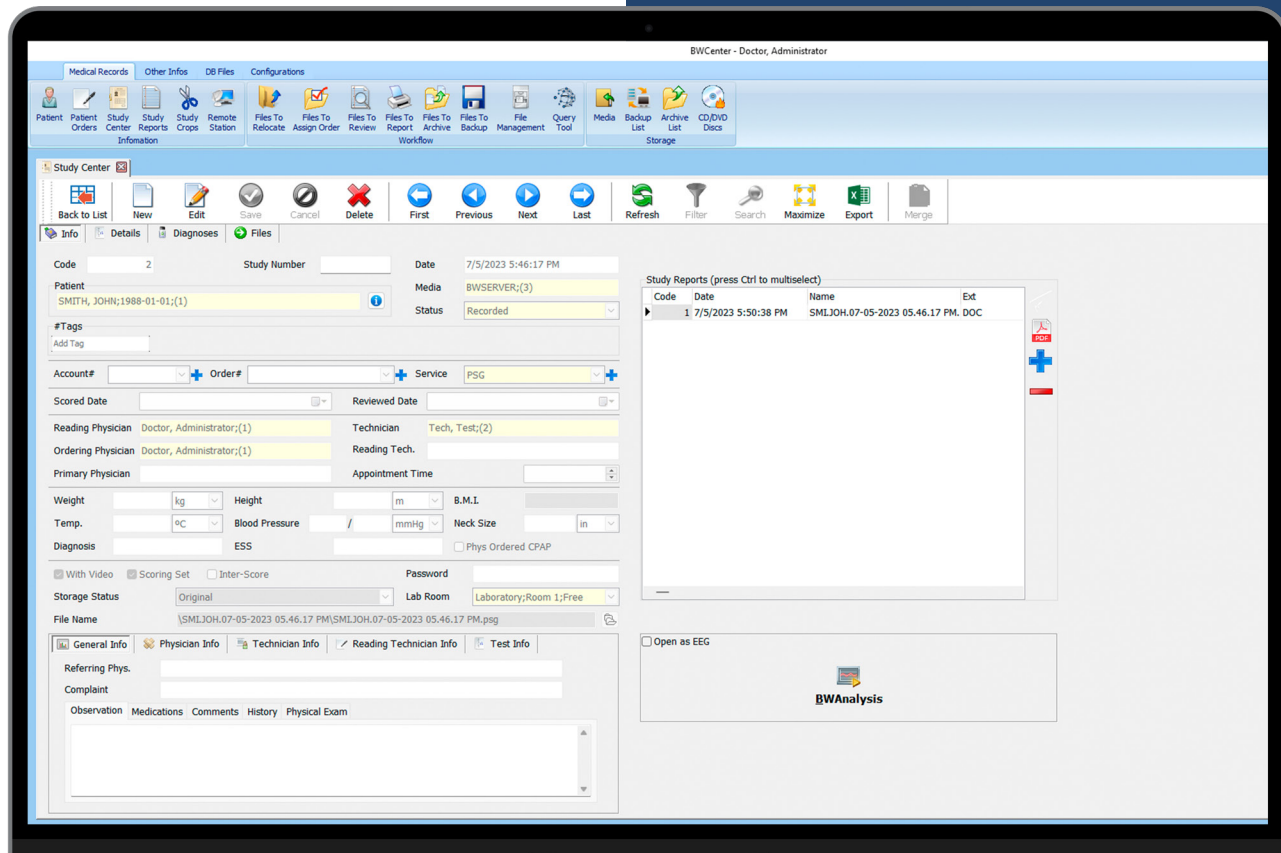 BWCenter - Doctor, Administrator
Medical Records Other Infos DB Files Configurations
Patient Patient Orders Study Center Study Reports Study Crops Remote Station Files To Relocate Files To Assign Order Files To Review Files To Report Files To Archive Files To Backup File Management Query Tool Media Backup List Archive List CD/DVD Discs
Infomation Workflow Storage
Study Center
Back to List New Edit Save Cancel Delete First Previous Next Last Refresh Filter Search Maximize Export Merge
Info Details Diagnoses Files
Code 2 Study Number Date 7/5/2023 5:46:17 PM
Patient
SMITH, JOHN;1988-01-01;(1)
Media BWSERVER;(3)
Status Recorded
#Tags
Add Tag
Account# Order# Service PSG
Scored Date Reviewed Date
Reading Physician Doctor, Administrator;(1) Technician Tech, Test;(2)
Ordering Physician Doctor, Administrator;(1) Reading Tech.
Primary Physician Appointment Time
Weight kg Height m B.M.I.
Temp. ºC Blood Pressure / mmHg Neck Size in
Diagnosis ESS Phys Ordered CPAP
With Video Scoring Set Inter-Score Password
Storage Status Original Lab Room Laboratory;Room 1;Free
File Name \SMIJOH.07-05-2023 05.46.17 PM\SMIJOH.07-05-2023 05.46.17 PM.psg
General Info Physician Info Technician Info Reading Technician Info Test Info
Referring Phys.
Complaint
Observation Medications Comments History Physical Exam
Study Reports (press Ctrl to multiselect)
Code Date Name Ext
1 7/5/2023 5:50:38 PM SMIJOH.07-05-2023 05.46.17 PM. DOC
PDF
Open as EEG
BWAnalysis